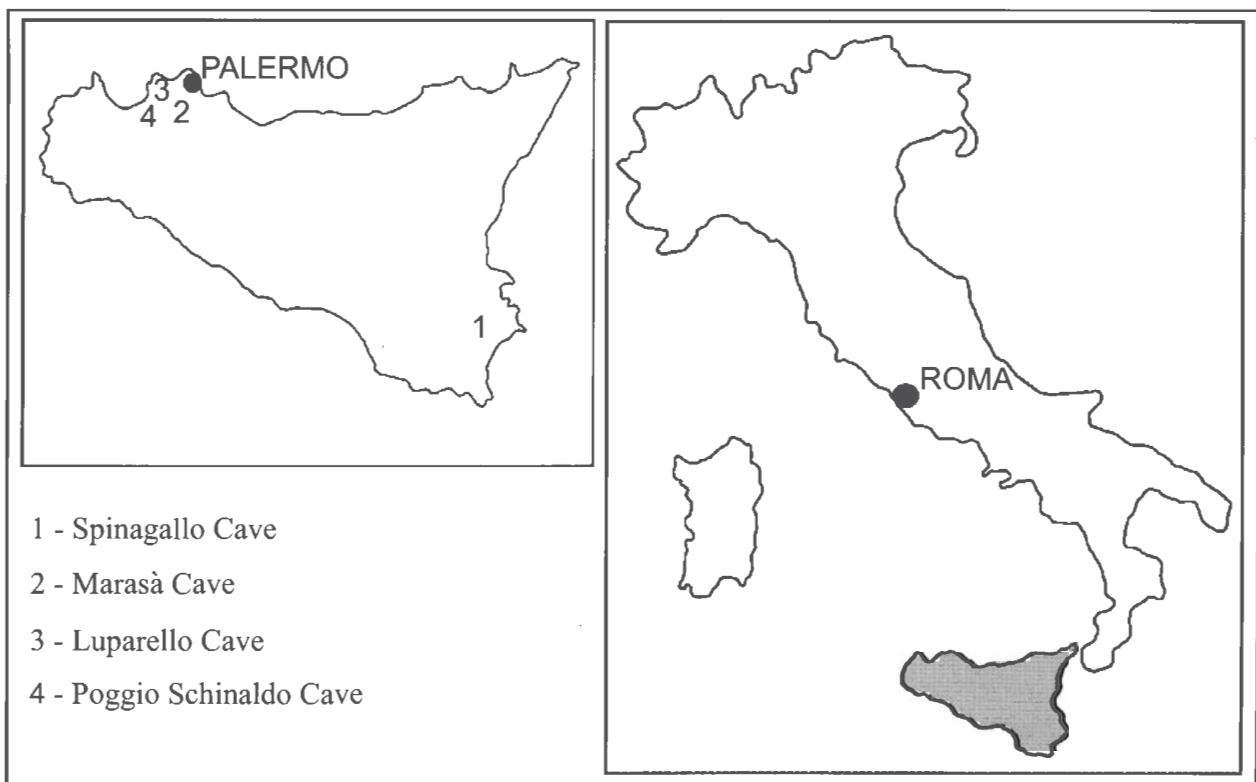 PALERMO
3
4 2
1
ROMA
1 - Spinagallo Cave
2 - Marasà Cave
3 - Luparello Cave
4 - Poggio Schinaldo Cave